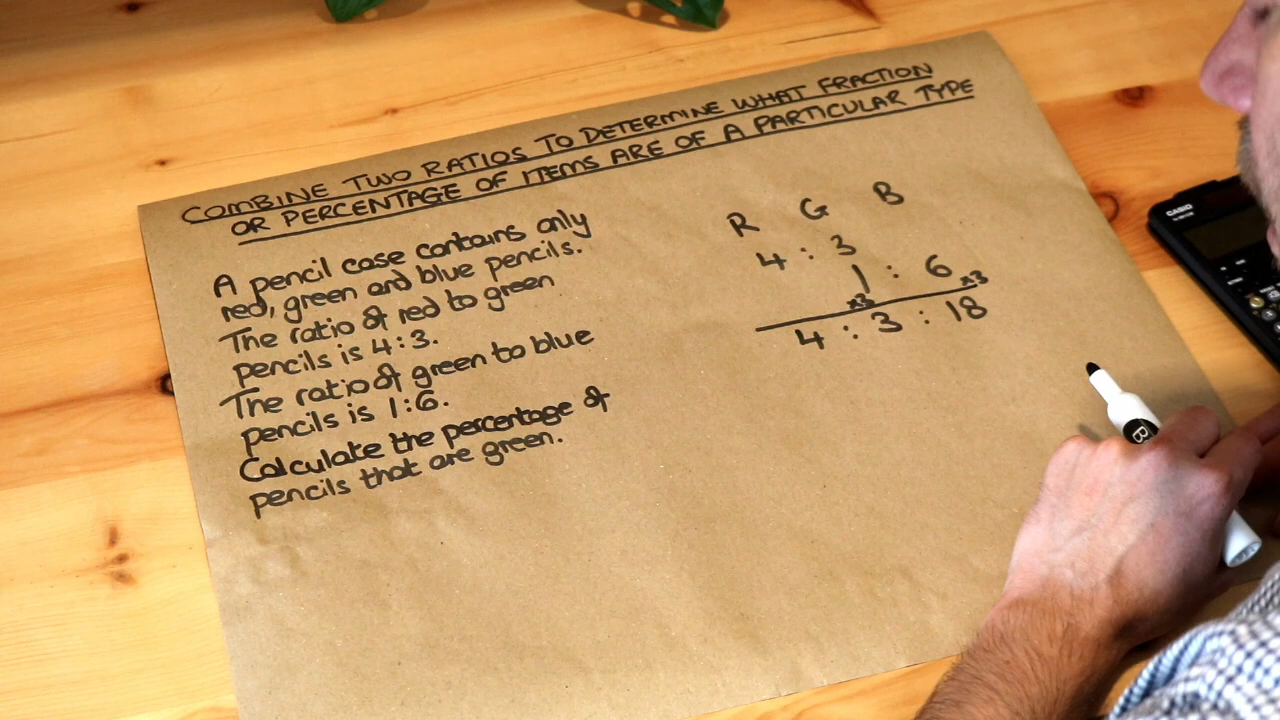 COMBINE TWO RATIOS TO DETERMINE WHAT FRACTION
OR PERCENTAGE OF ITEMS ARE OF A PARTICULAR TYPE
A pencil case contains only
red, green and blue pencils.
The ratio of red to green
pencils is 4:3.
The ratio of green to blue
pencils is 1:6.
Calculate the percentage of
pencils that are green.
R G B
4 : 3
1 : 6
×3 ×3
4 : 3 : 18
CASIO
B